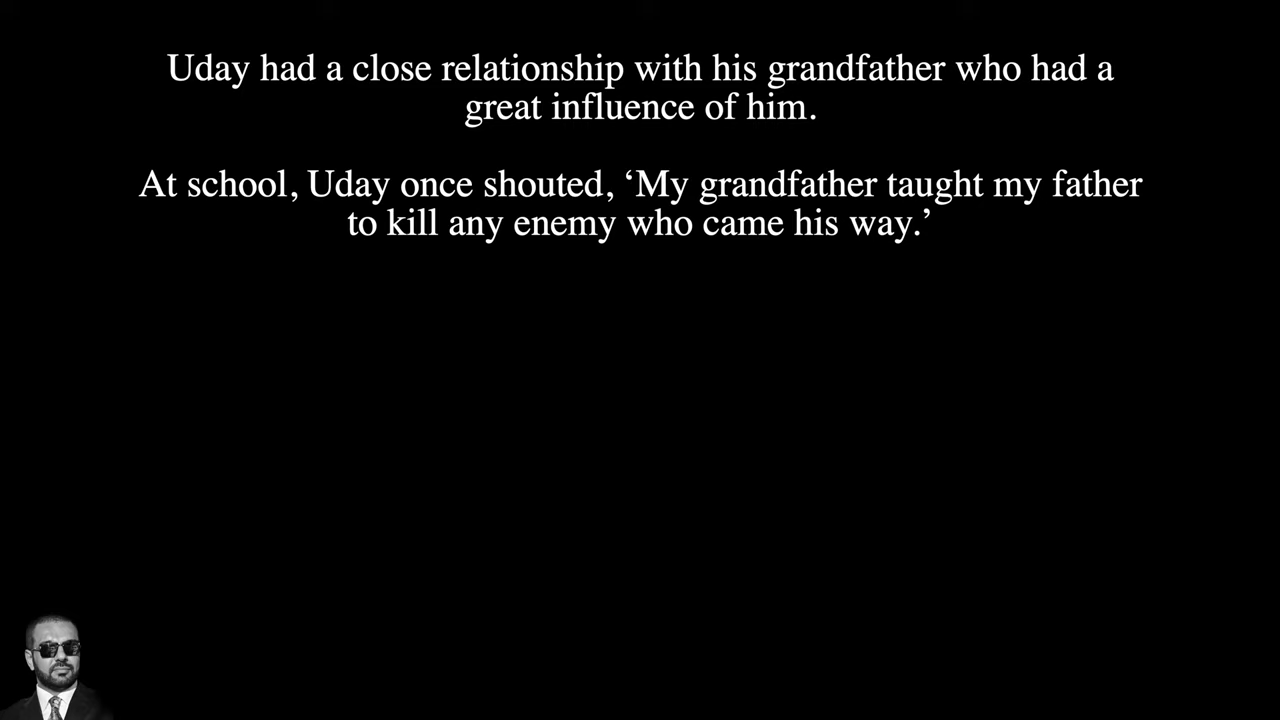 Uday had a close relationship with his grandfather who had a
great influence of him.
At school, Uday once shouted, ‘My grandfather taught my father
to kill any enemy who came his way.’